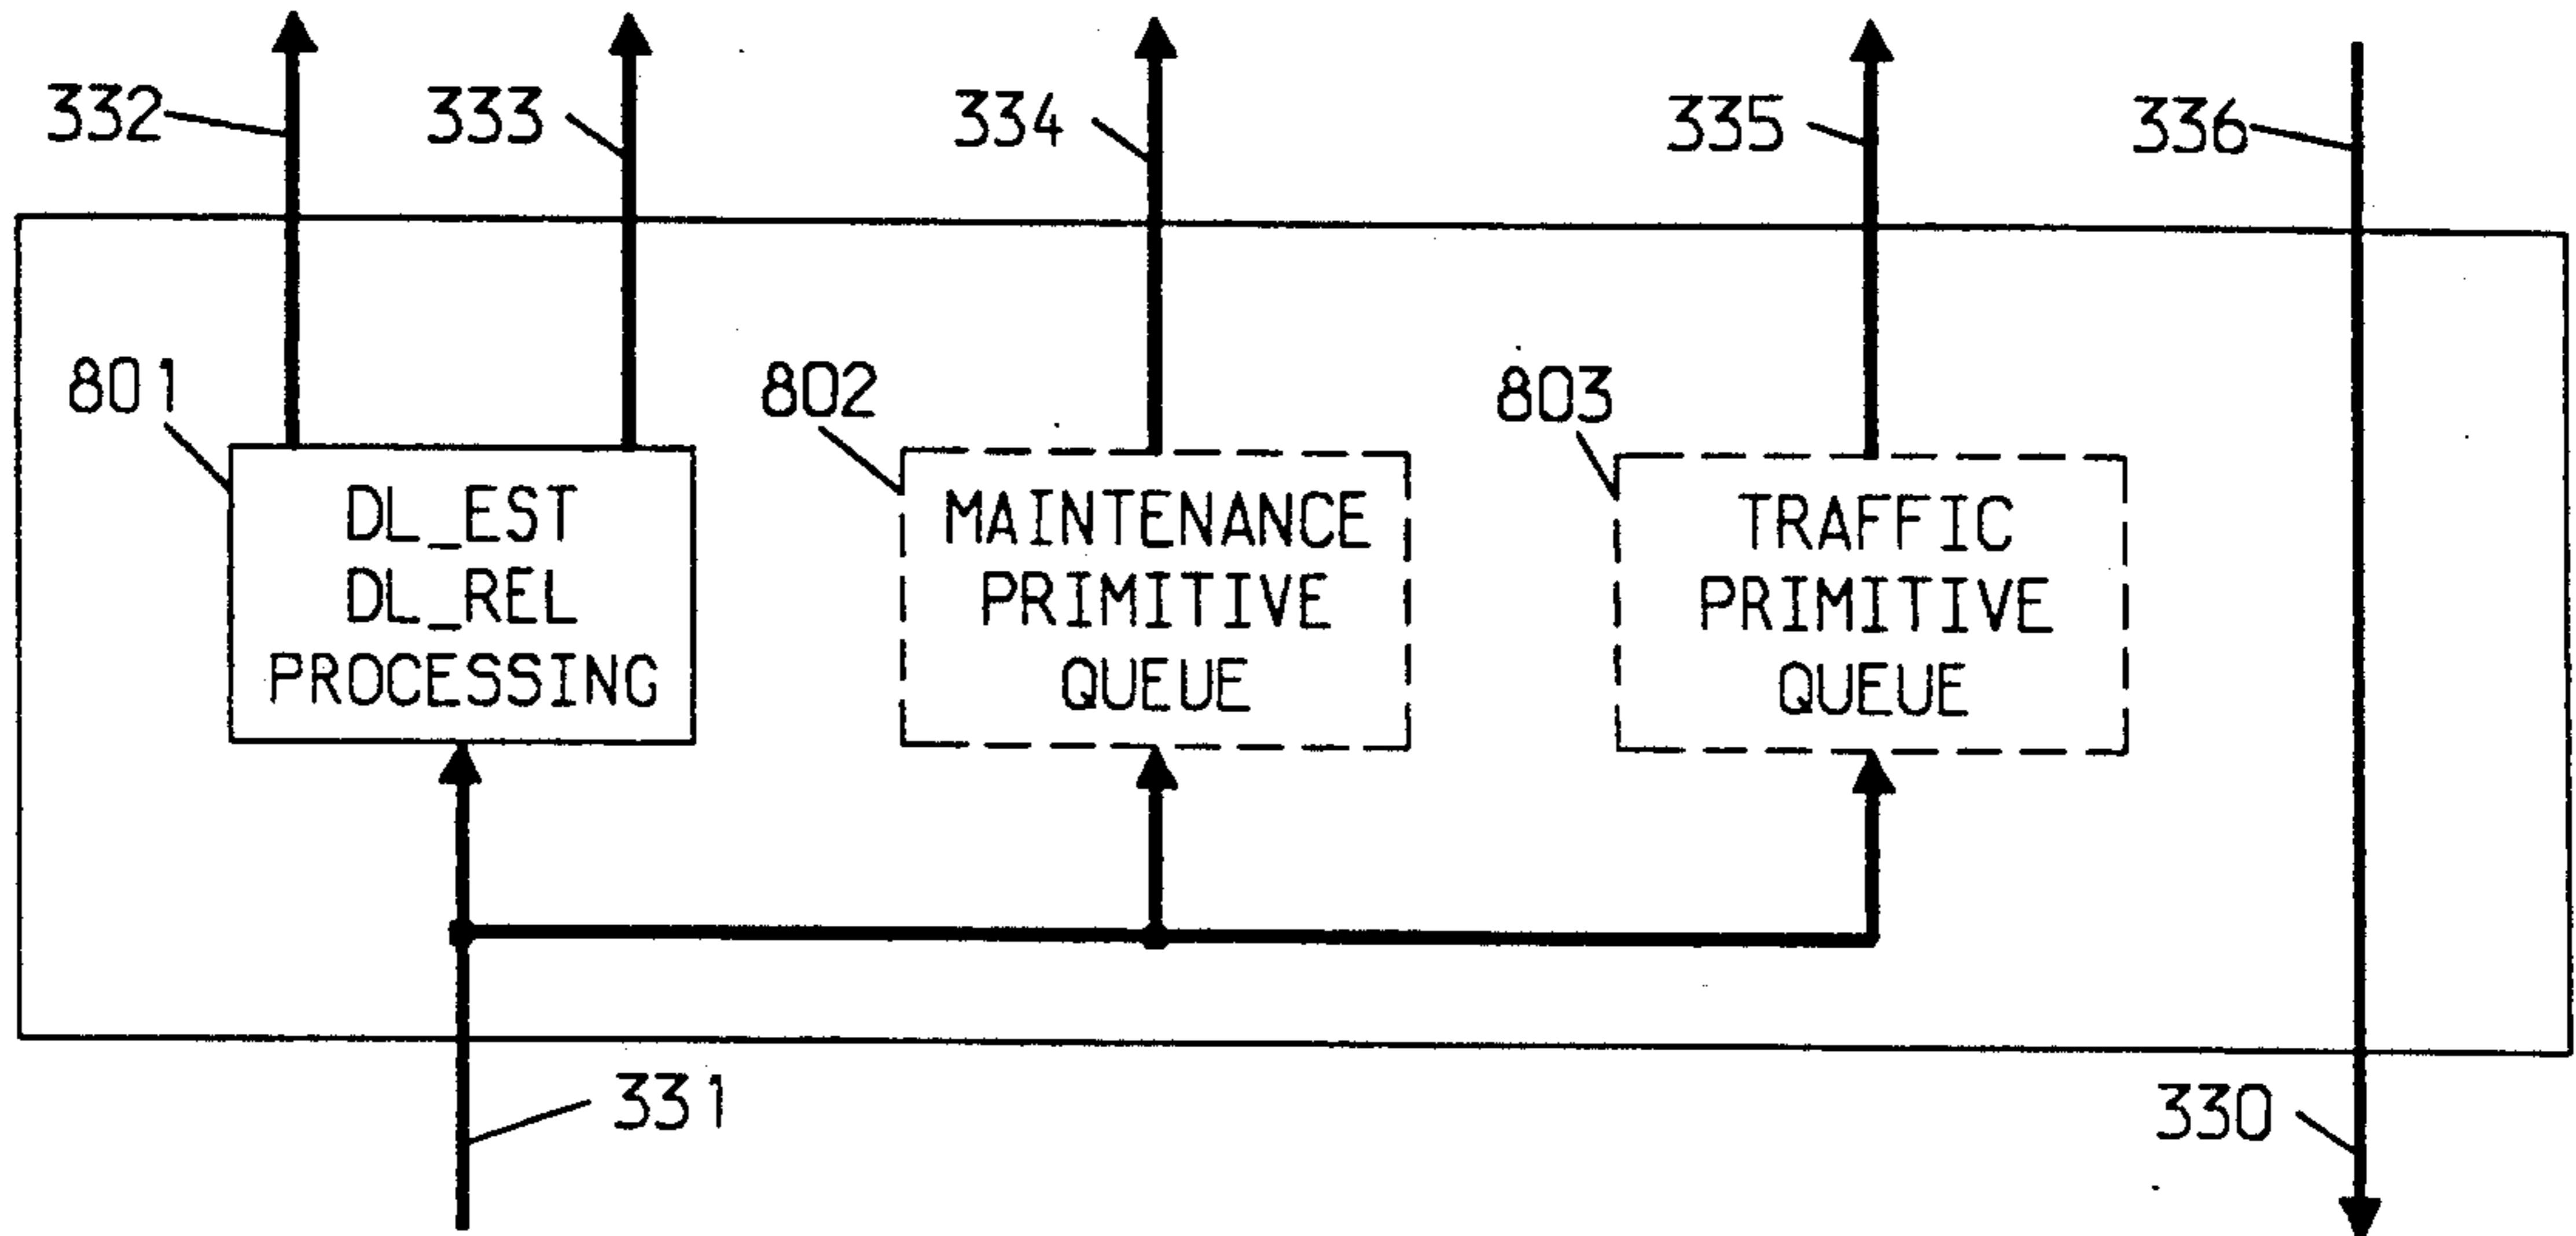 332
333
334
335
336
801
DL_EST
DL_REL
PROCESSING
802
MAINTENANCE
PRIMITIVE
QUEUE
803
TRAFFIC
PRIMITIVE
QUEUE
331
330